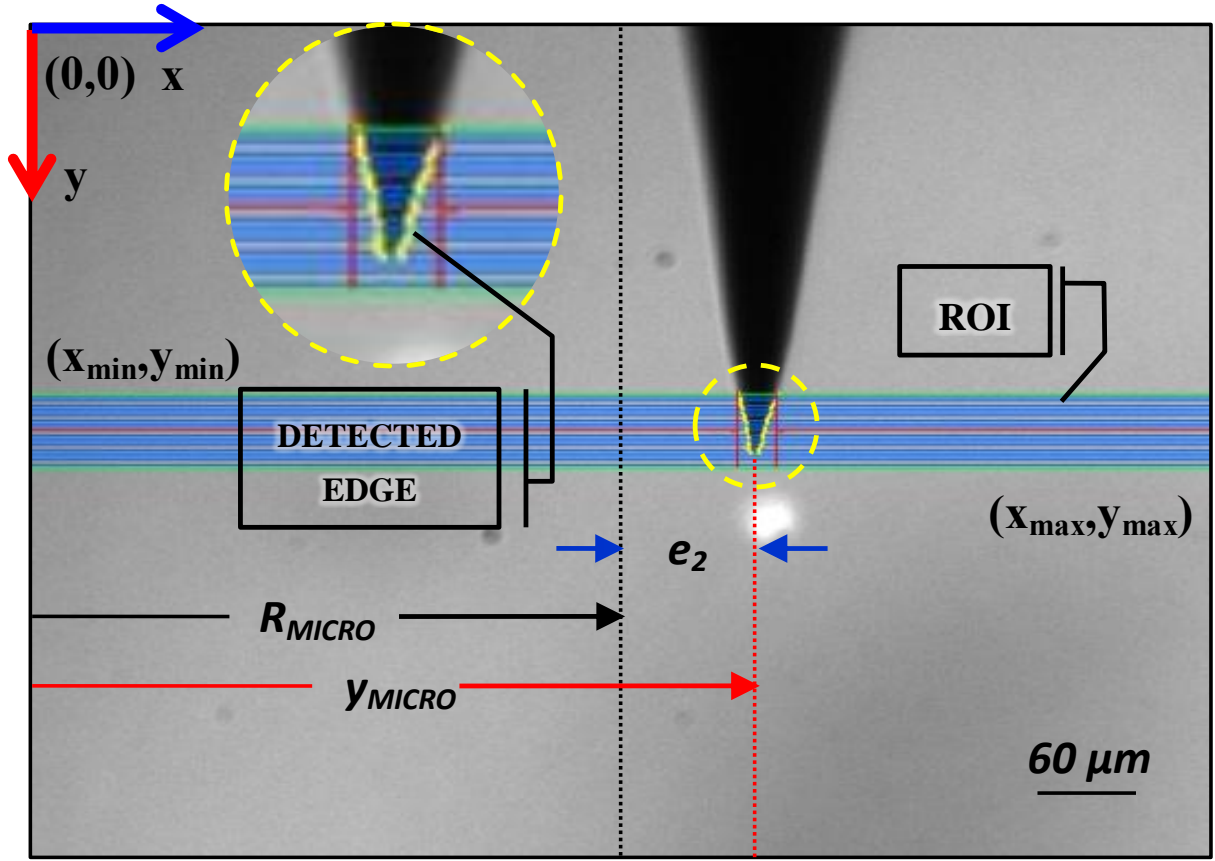 (0,0) x
y
ROI
(xmin,ymin)
DETECTED
EDGE
(xmax,ymax)
e2
RMICRO
yMICRO
60 μm